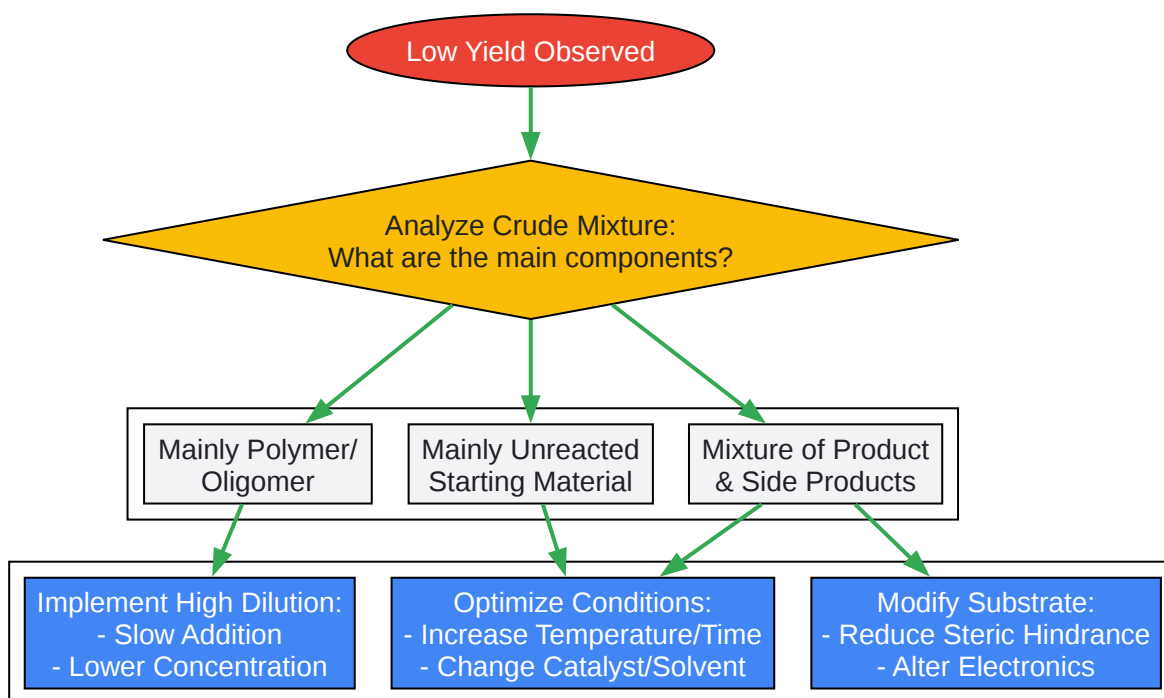 Low Yield Observed
Analyze Crude Mixture:
What are the main components?
Mainly Polymer/
Oligomer
Mainly Unreacted
Starting Material
Mixture of Product
& Side Products
Implement High Dilution:
- Slow Addition
- Lower Concentration
Optimize Conditions:
- Increase Temperature/Time
- Change Catalyst/Solvent
Modify Substrate:
- Reduce Steric Hindrance
- Alter Electronics